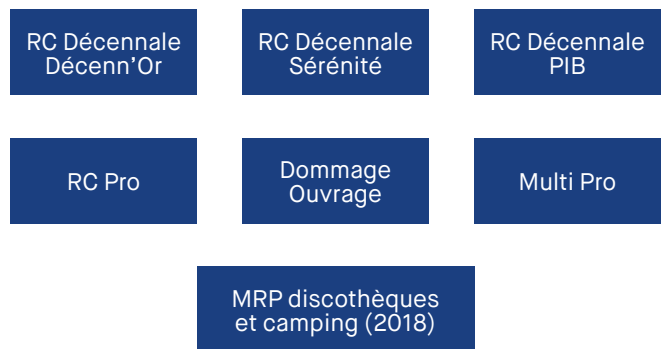 RC Décennale
Décenn'Or
RC Décennale
Sérénité
RC Décennale
PIB
RC Pro
Dommage
Ouvrage
Multi Pro
MRP discothèques
et camping (2018)